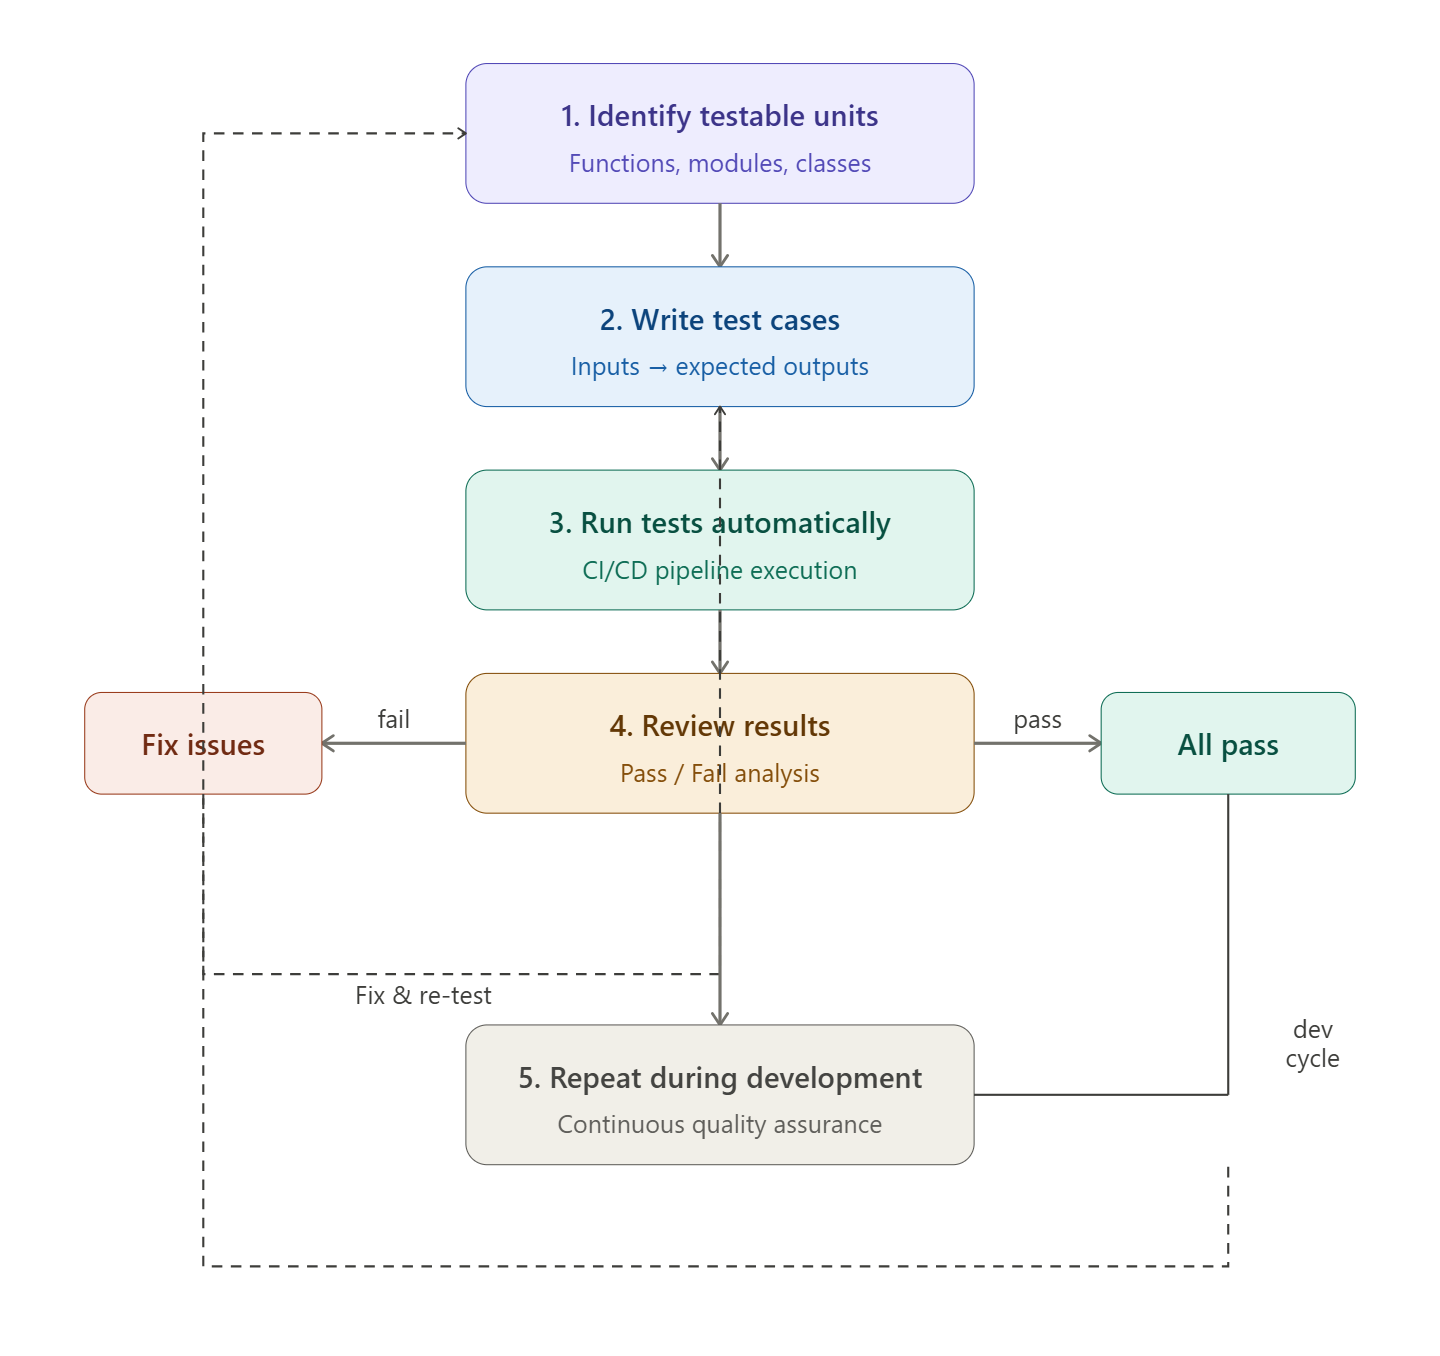 1. Identify testable units
Functions, modules, classes
2. Write test cases
Inputs → expected outputs
3. Run tests automatically
CI/CD pipeline execution
fail
4. Review results
Pass / Fail analysis
pass
Fix issues
All pass
Fix & re-test
dev
cycle
5. Repeat during development
Continuous quality assurance